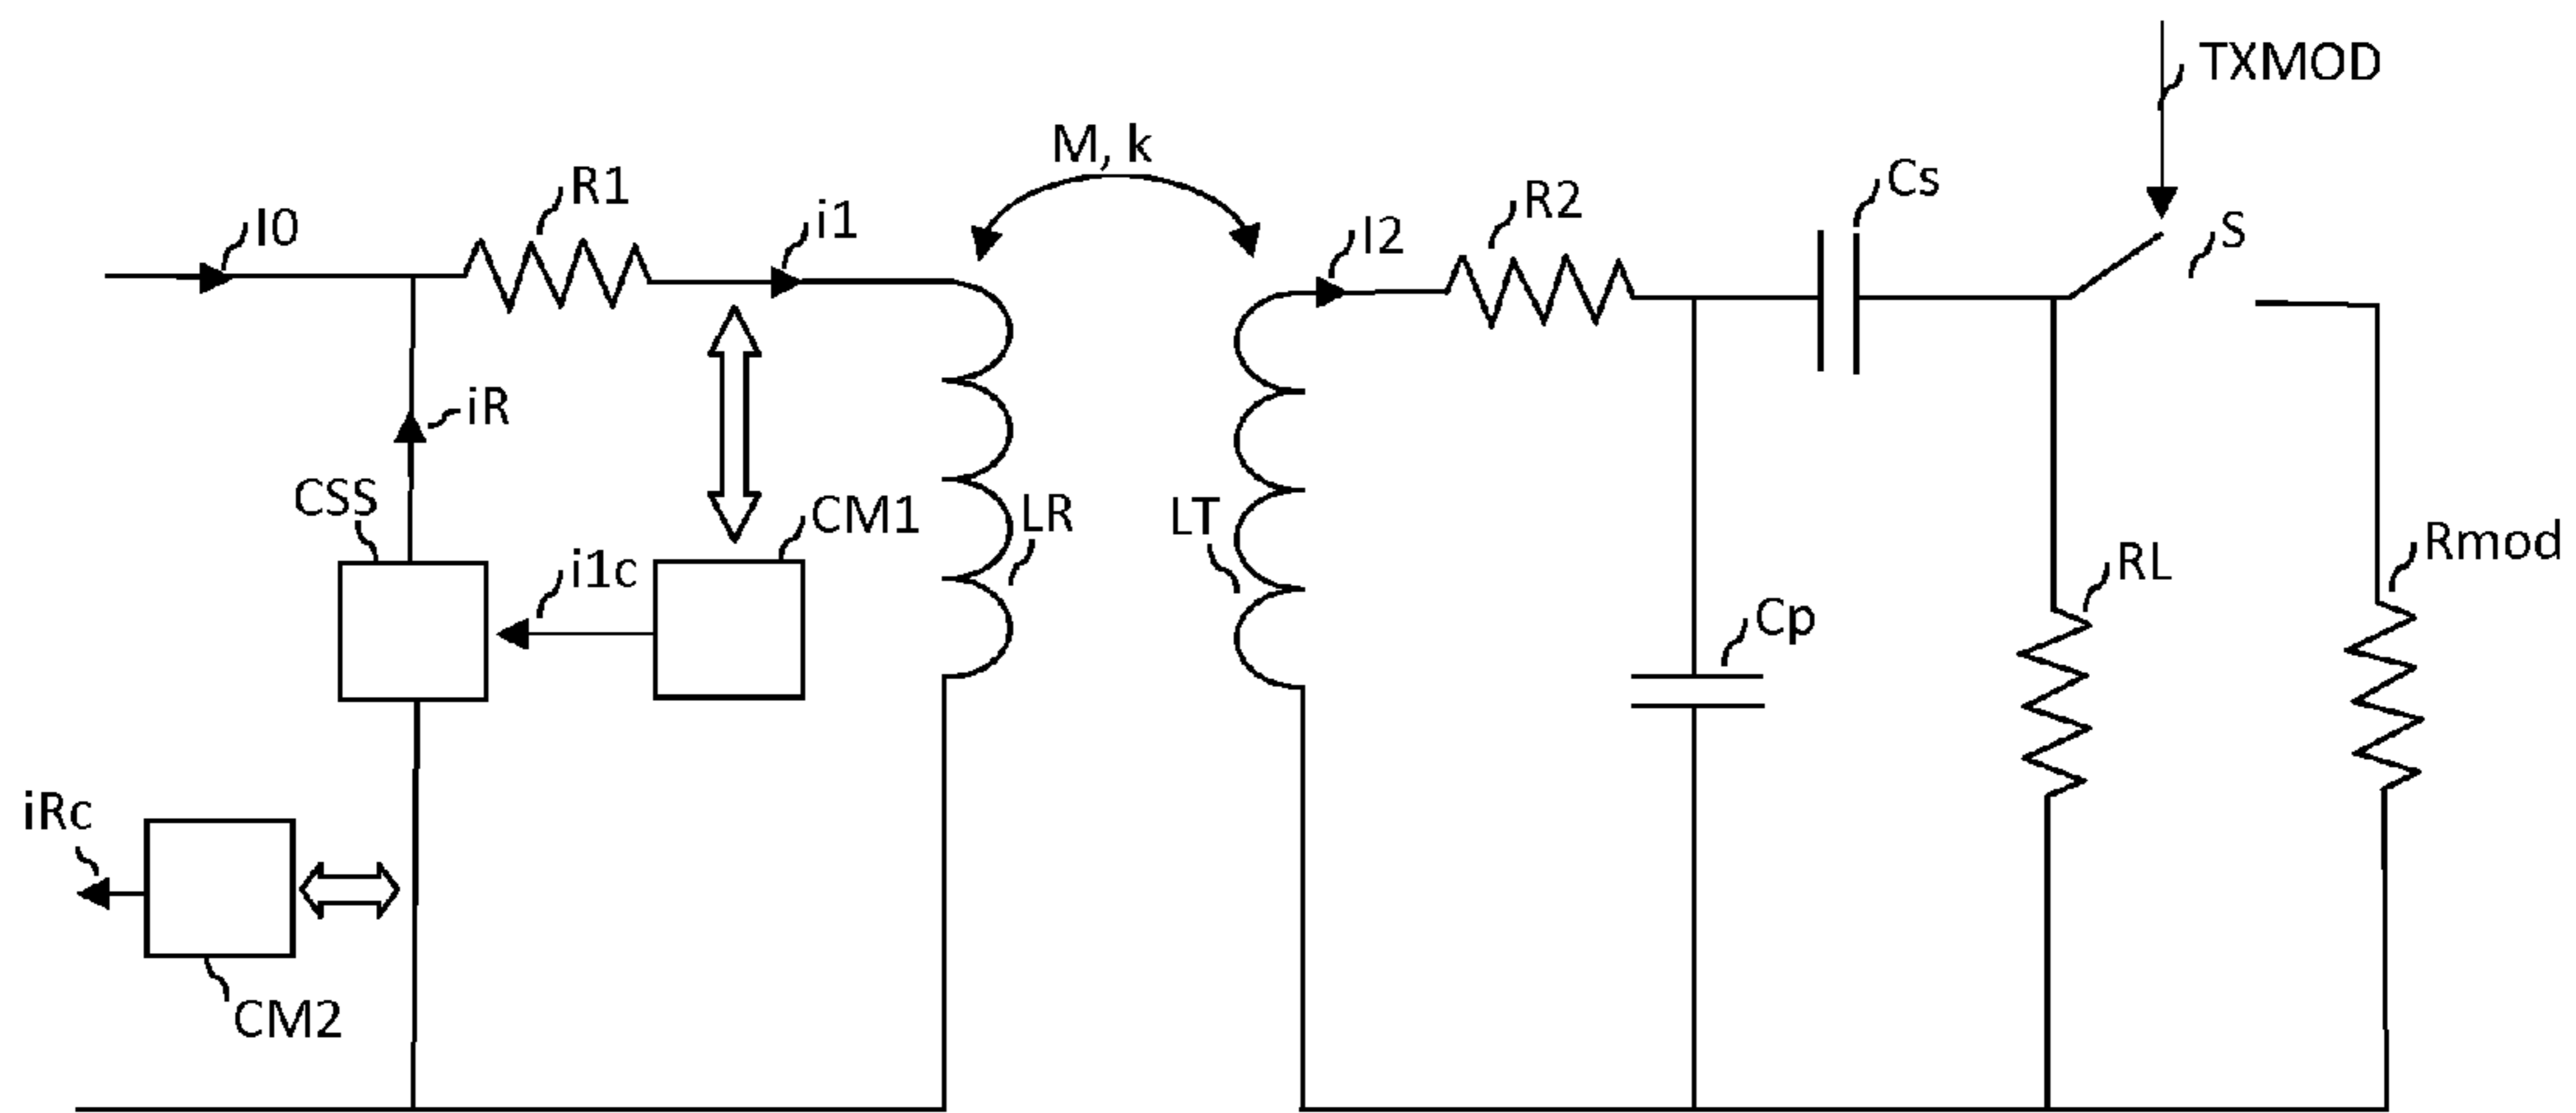 TXMOD
M, k
R1
Cs
R2
I0
i1
I2
S
iR
CSS
CM1
LR
LT
Rmod
i1c
RL
Cp
iRc
CM2